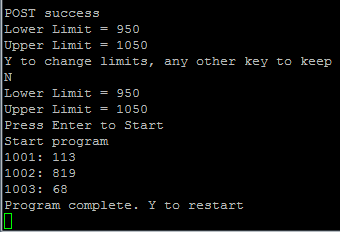 POST success
Lower Limit = 950
Upper Limit = 1050
Y to change limits, any other key to keep
N
Lower Limit = 950
Upper Limit = 1050
Press Enter to Start
Start program
1001: 113
1002: 819
1003: 68
Program complete. Y to restart